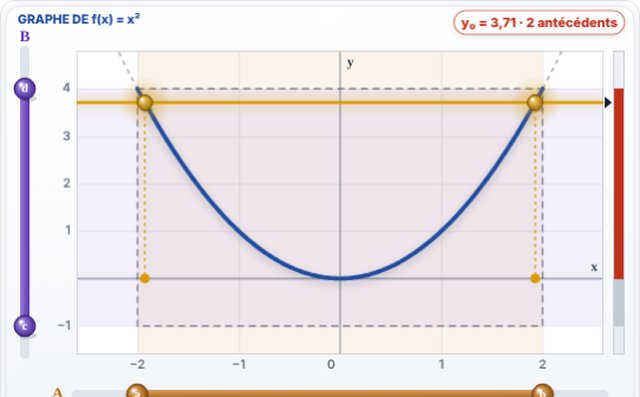 GRAPHE DE f(x) = x²
y₀ = 3,71 · 2 antécédents
B
d
y
4
3
2
1
x
c
−1
−2 −1 0 1 2
A